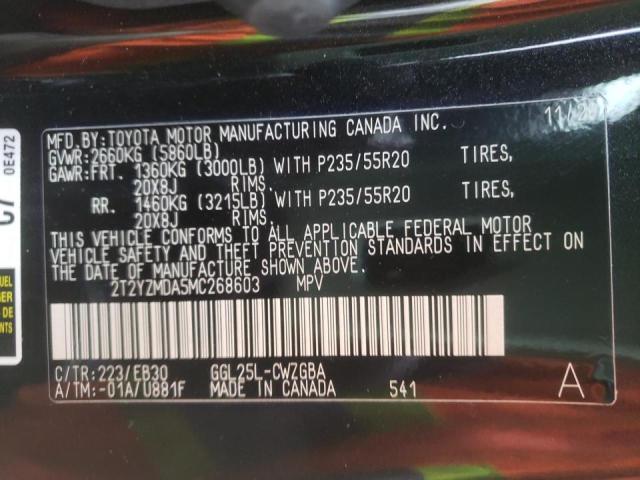 MFD. BY: TOYOTA MOTOR MANUFACTURING CANADA INC. 11/20
GVWR: 2660KG (5860LB)
GAWR: FRT. 1360KG (3000LB) WITH P235/55R20 TIRES,
20X8J RIMS.
RR. 1460KG (3215LB) WITH P235/55R20 TIRES,
20X8J RIMS.
THIS VEHICLE CONFORMS TO ALL APPLICABLE FEDERAL MOTOR
VEHICLE SAFETY AND THEFT PREVENTION STANDARDS IN EFFECT ON
THE DATE OF MANUFACTURE SHOWN ABOVE.
2T2YZMDA5MC268603 MPV
C/TR: 223/EB30 GGL25L-CWZGBA
A/TM: -01A/U881F MADE IN CANADA 541 A
0E472